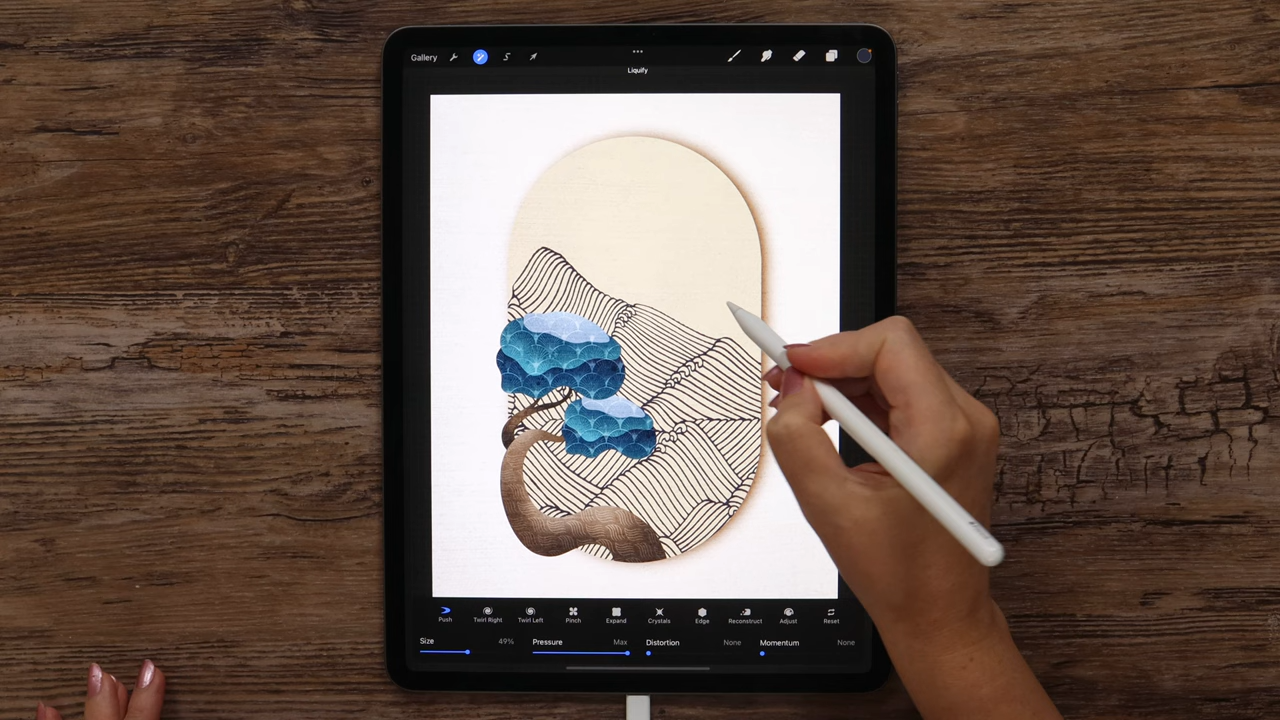 Gallery
Liquify
Push Twirl Right Twirl Left Pinch Expand Crystals Edge Reconstruct Adjust Reset
Size 49% Pressure Max Distortion None Momentum None